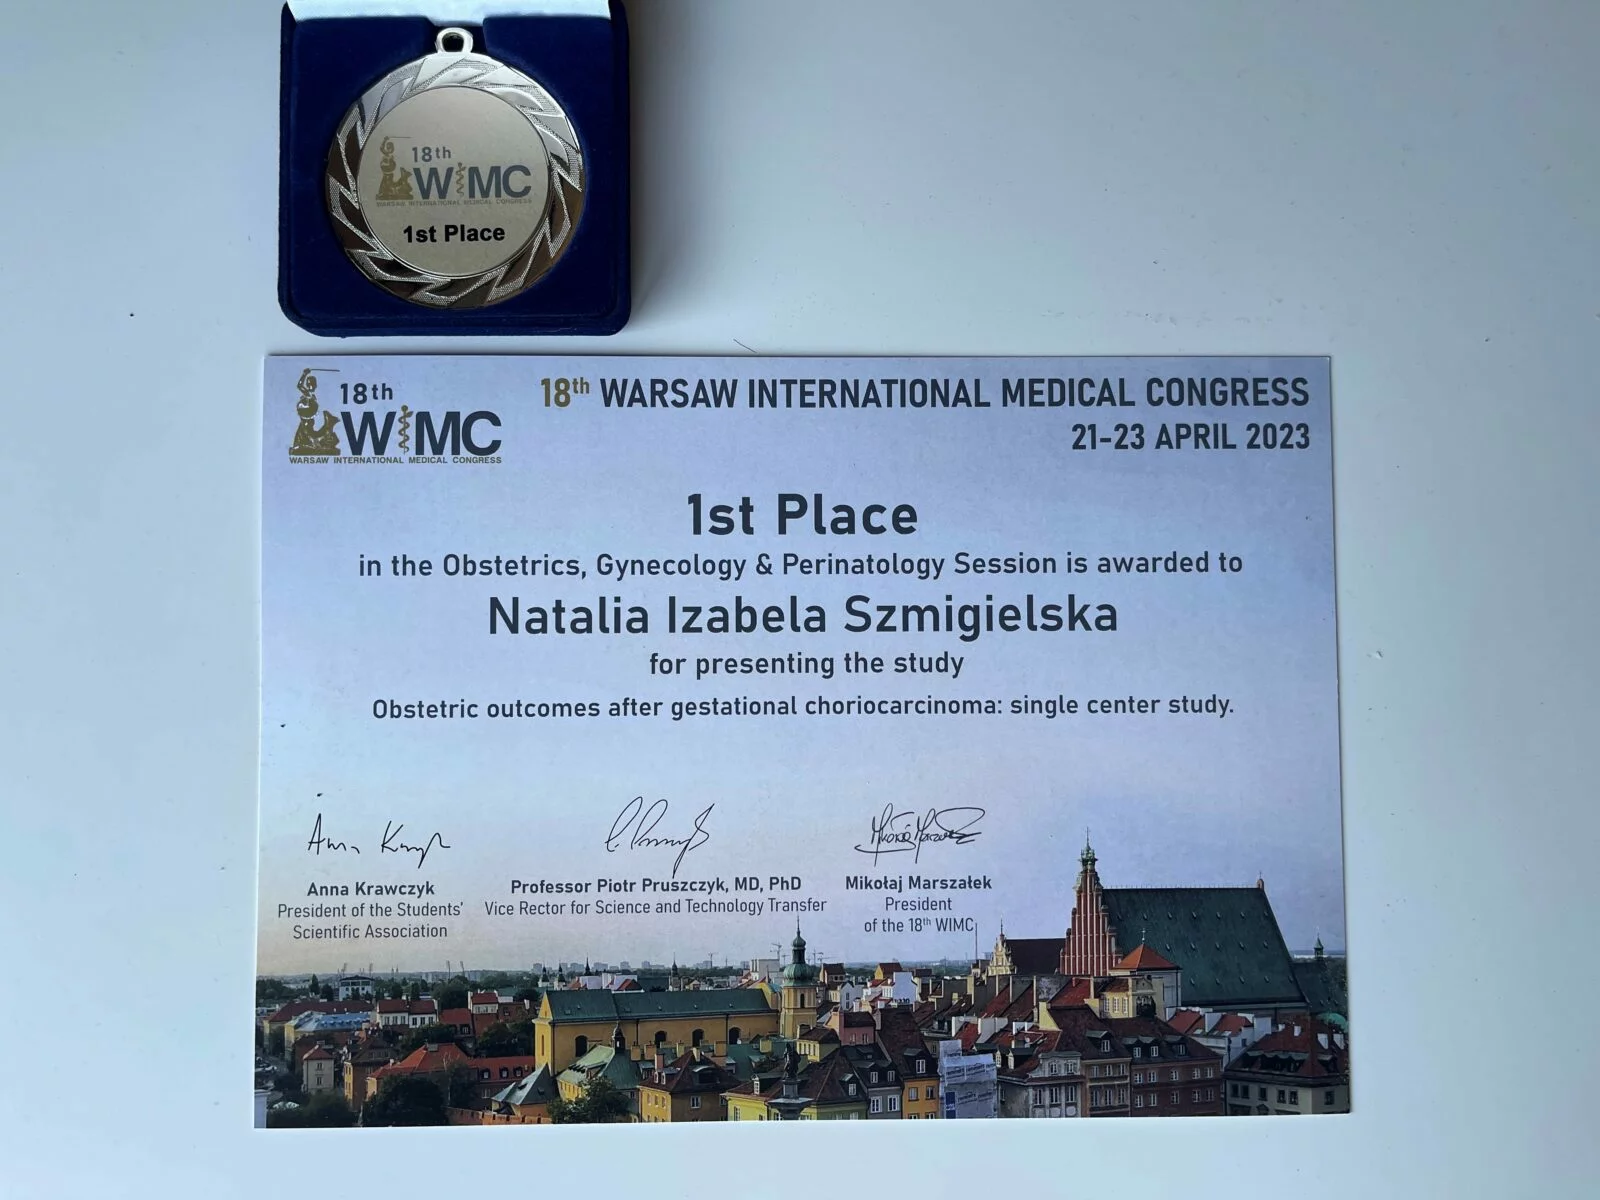 18th
WIMC
WARSAW INTERNATIONAL MEDICAL CONGRESS
1st Place
18th
WIMC
WARSAW INTERNATIONAL MEDICAL CONGRESS
18th WARSAW INTERNATIONAL MEDICAL CONGRESS
21-23 APRIL 2023
1st Place
in the Obstetrics, Gynecology & Perinatology Session is awarded to
Natalia Izabela Szmigielska
for presenting the study
Obstetric outcomes after gestational choriocarcinoma: single center study.
Anna Krawczyk
President of the Students'
Scientific Association
Professor Piotr Pruszczyk, MD, PhD
Vice Rector for Science and Technology Transfer
Mikołaj Marszałek
President
of the 18th WIMC